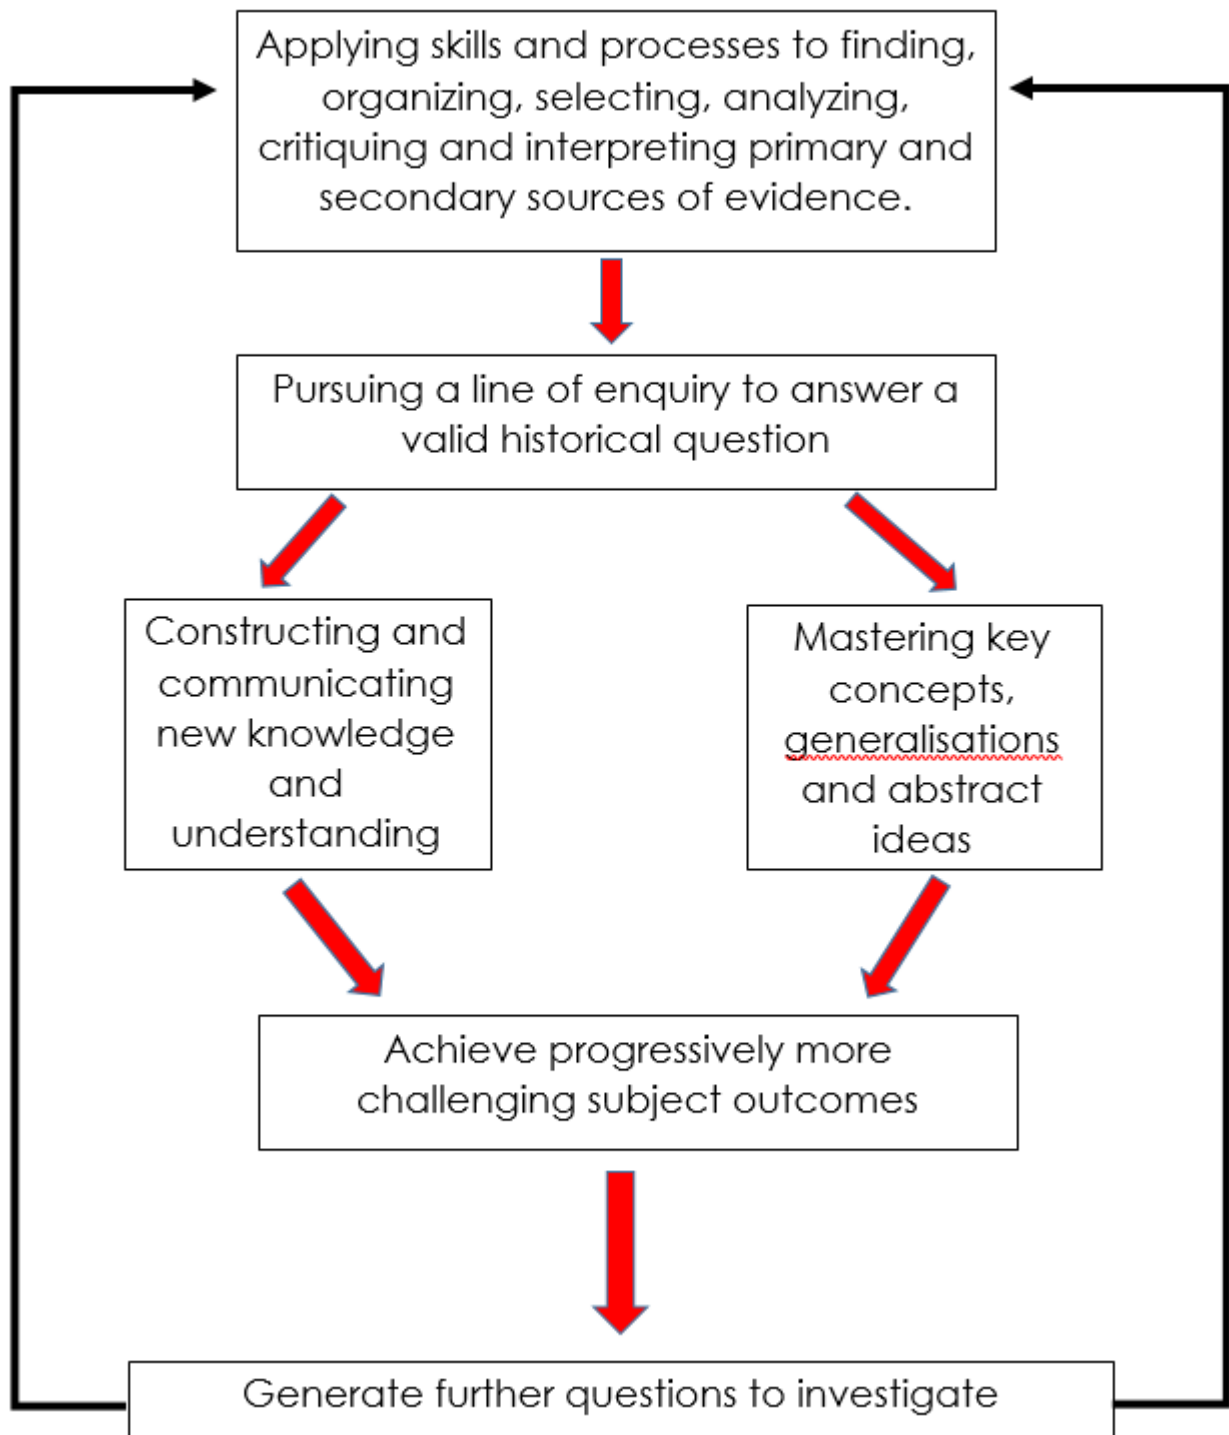 Applying skills and processes to finding,
organizing, selecting, analyzing,
critiquing and interpreting primary and
secondary sources of evidence.
Pursuing a line of enquiry to answer a
valid historical question
Constructing and
communicating
new knowledge
and
understanding
Mastering key
concepts,
generalisations
and abstract
ideas
Achieve progressively more
challenging subject outcomes
Generate further questions to investigate